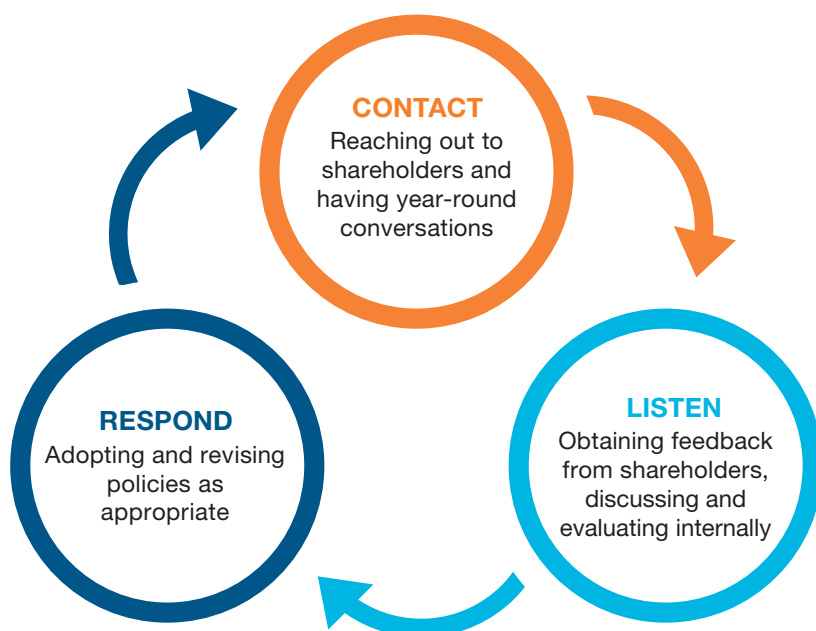 CONTACT
Reaching out to
shareholders and
having year-round
conversations
LISTEN
Obtaining feedback
from shareholders,
discussing and
evaluating internally
RESPOND
Adopting and revising
policies as
appropriate